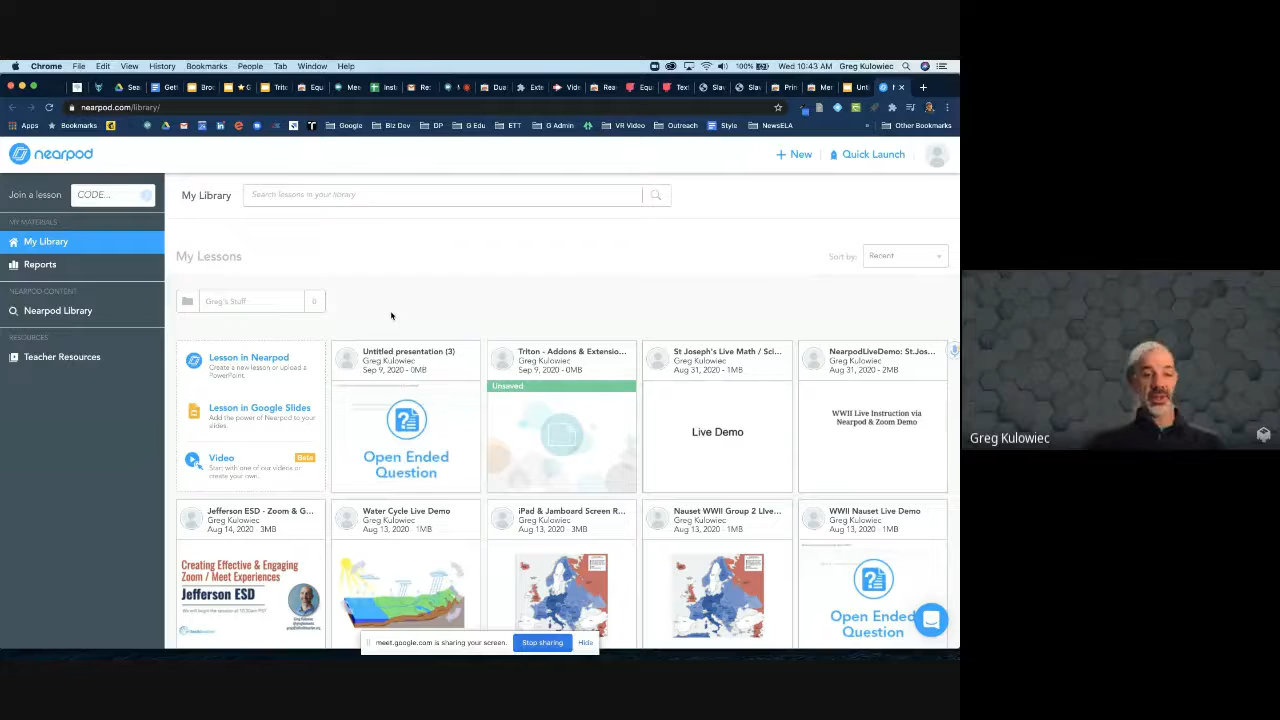 Chrome File Edit View History Bookmarks People Tab Window Help
100% Wed 10:43 AM Greg Kulowiec
nearpod.com/library/
Apps Bookmarks Google Biz Dev DP G Edu ETT G Admin VR Video Outreach Style NewsELA » Other Bookmarks
nearpod
+ New Quick Launch
Join a lesson CODE...
MY MATERIALS
My Library
Reports
NEARPOD CONTENT
Nearpod Library
RESOURCES
Teacher Resources
My Library Search lessons in your library
My Lessons
Sort by: Recent
Greg's Stuff 0
Lesson in Nearpod
Create a new lesson or upload a
PowerPoint.
Lesson in Google Slides
Add the power of Nearpod to your
slides.
Video Beta
Start with one of our videos or
create your own.
Untitled presentation (3)
Greg Kulowiec
Sep 9, 2020 - 0MB
Open Ended
Question
Triton - Addons & Extensio...
Greg Kulowiec
Sep 9, 2020 - 0MB
Unsaved
St Joseph's Live Math / Sci...
Greg Kulowiec
Aug 31, 2020 - 1MB
Live Demo
NearpodLiveDemo: St.Jos...
Greg Kulowiec
Aug 31, 2020 - 2MB
WWII Live Instruction via
Nearpod & Zoom Demo
Jefferson ESD - Zoom & G...
Greg Kulowiec
Aug 14, 2020 - 3MB
Creating Effective & Engaging
Zoom / Meet Experiences
Jefferson ESD
Water Cycle Live Demo
Greg Kulowiec
Aug 13, 2020 - 1MB
iPad & Jamboard Screen R...
Greg Kulowiec
Aug 13, 2020 - 3MB
Nauset WWII Group 2 Live...
Greg Kulowiec
Aug 13, 2020 - 1MB
WWII Nauset Live Demo
Greg Kulowiec
Aug 13, 2020 - 1MB
Open Ended
Question
meet.google.com is sharing your screen. Stop sharing Hide
Greg Kulowiec